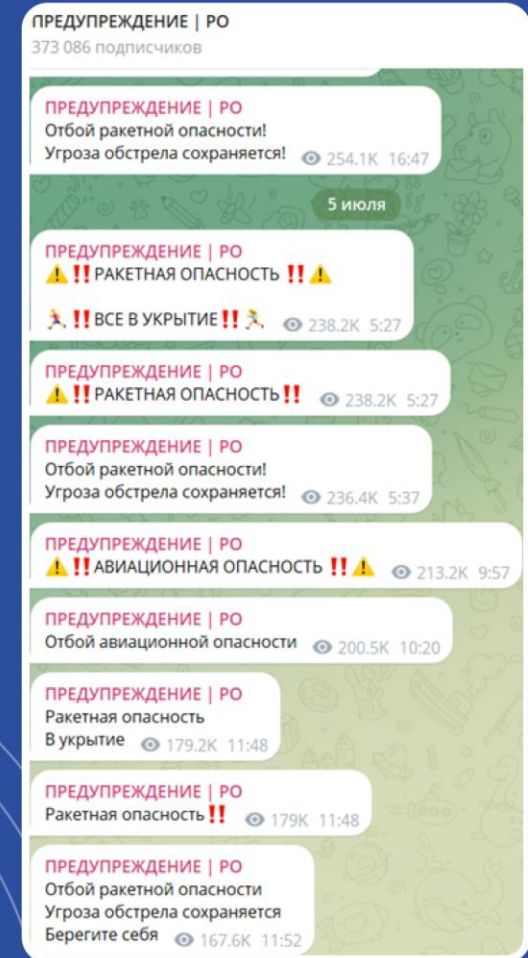 ПРЕДУПРЕЖДЕНИЕ | РО
373 086 подписчиков
ПРЕДУПРЕЖДЕНИЕ | РО
Отбой ракетной опасности!
Угроза обстрела сохраняется! 254.1K 16:47
5 июля
ПРЕДУПРЕЖДЕНИЕ | РО
⚠️‼️РАКЕТНАЯ ОПАСНОСТЬ ‼️⚠️
🏃‍♀️‼️ВСЕ В УКРЫТИЕ‼️🏃 238.2K 5:27
ПРЕДУПРЕЖДЕНИЕ | РО
⚠️‼️РАКЕТНАЯ ОПАСНОСТЬ‼️ 238.2K 5:27
ПРЕДУПРЕЖДЕНИЕ | РО
Отбой ракетной опасности!
Угроза обстрела сохраняется! 236.4K 5:37
ПРЕДУПРЕЖДЕНИЕ | РО
⚠️‼️АВИАЦИОННАЯ ОПАСНОСТЬ ‼️⚠️ 213.2K 9:57
ПРЕДУПРЕЖДЕНИЕ | РО
Отбой авиационной опасности 200.5K 10:20
ПРЕДУПРЕЖДЕНИЕ | РО
Ракетная опасность
В укрытие 179.2K 11:48
ПРЕДУПРЕЖДЕНИЕ | РО
Ракетная опасность‼️ 179K 11:48
ПРЕДУПРЕЖДЕНИЕ | РО
Отбой ракетной опасности
Угроза обстрела сохраняется
Берегите себя 167.6K 11:52